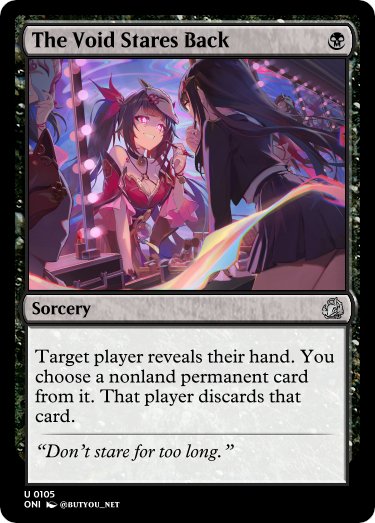 The Void Stares Back
Sorcery
Target player reveals their hand. You
choose a nonland permanent card
from it. That player discards that
card.
“Don’t stare for too long.”
U 0105
ONI @BUTYOU_NET